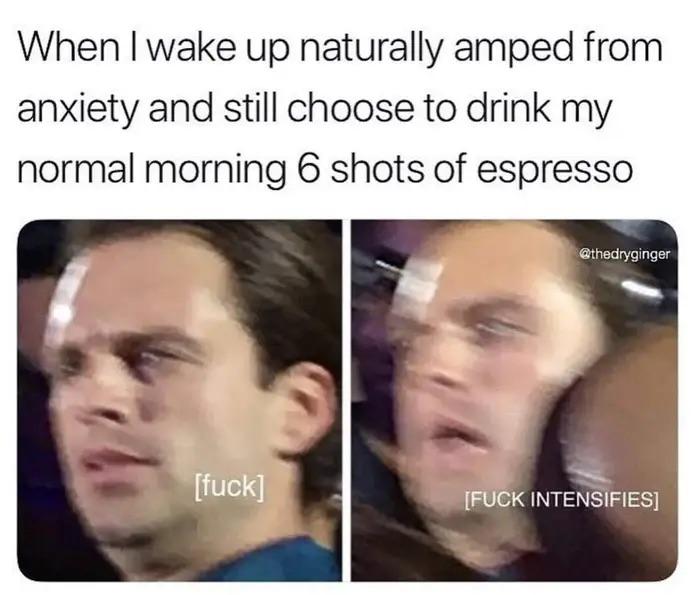 When I wake up naturally amped from
anxiety and still choose to drink my
normal morning 6 shots of espresso
@thedryginger
[fuck]
[FUCK INTENSIFIES]